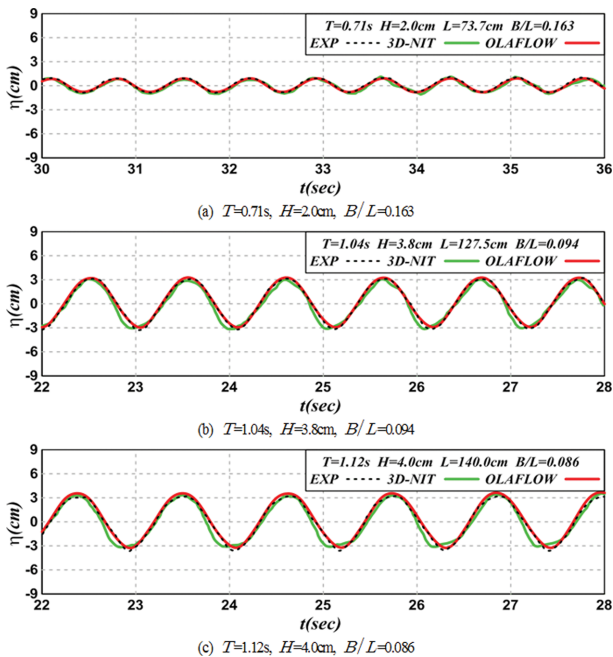 T=0.71s H=2.0cm L=73.7cm B/L=0.163
EXP 3D-NIT OLAFLOW
η(cm)
9
6
3
0
-3
-6
-9
30 31 32 33 34 35 36
t(sec)
(a) T=0.71s, H=2.0cm, B/L=0.163
T=1.04s H=3.8cm L=127.5cm B/L=0.094
EXP 3D-NIT OLAFLOW
η(cm)
9
6
3
0
-3
-6
-9
22 23 24 25 26 27 28
t(sec)
(b) T=1.04s, H=3.8cm, B/L=0.094
T=1.12s H=4.0cm L=140.0cm B/L=0.086
EXP 3D-NIT OLAFLOW
η(cm)
9
6
3
0
-3
-6
-9
22 23 24 25 26 27 28
t(sec)
(c) T=1.12s, H=4.0cm, B/L=0.086